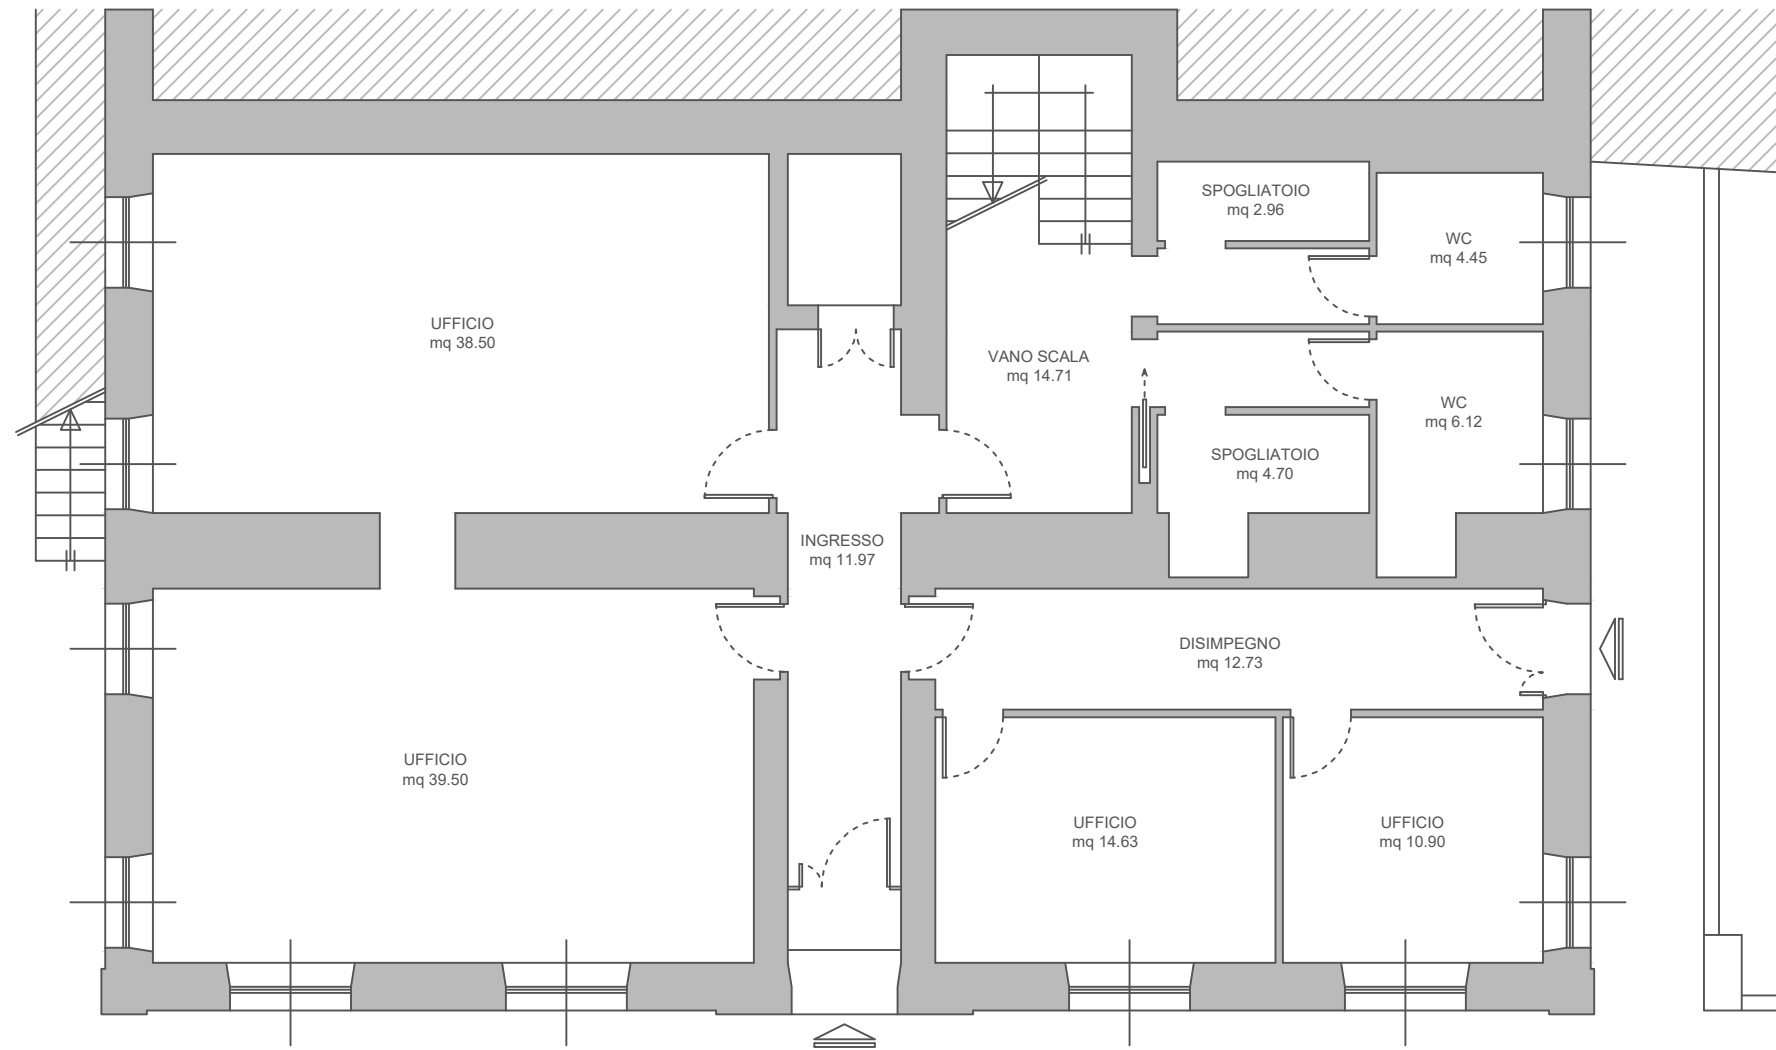 SPOGLIATOIO
mq 2.96
WC
mq 4.45
UFFICIO
mq 38.50
VANO SCALA
mq 14.71
WC
mq 6.12
SPOGLIATOIO
mq 4.70
INGRESSO
mq 11.97
DISIMPEGNO
mq 12.73
UFFICIO
mq 39.50
UFFICIO
mq 14.63
UFFICIO
mq 10.90